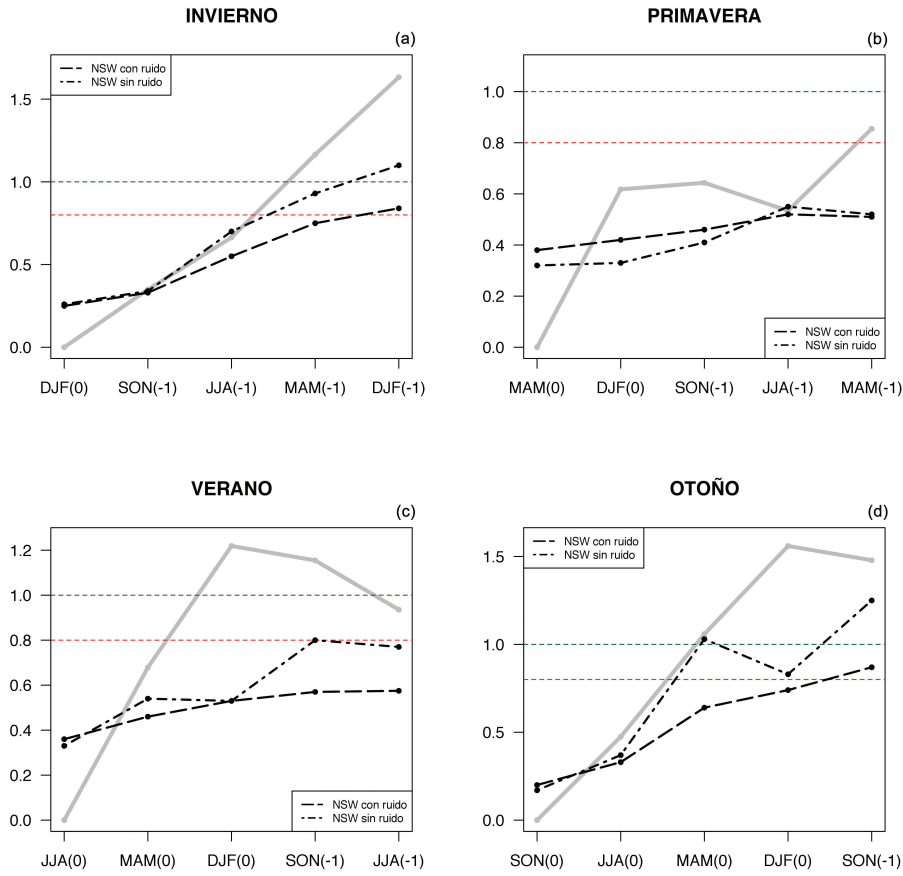 INVIERNO
(a)
NSW con ruido
NSW sin ruido
1.5
1.0
0.5
0.0
DJF(0) SON(-1) JJA(-1) MAM(-1) DJF(-1)
PRIMAVERA
(b)
1.0
0.8
0.6
0.4
0.2
0.0
NSW con ruido
NSW sin ruido
MAM(0) DJF(0) SON(-1) JJA(-1) MAM(-1)
VERANO
(c)
1.2
1.0
0.8
0.6
0.4
0.2
0.0
NSW con ruido
NSW sin ruido
JJA(0) MAM(0) DJF(0) SON(-1) JJA(-1)
OTOÑO
(d)
NSW con ruido
NSW sin ruido
1.5
1.0
0.5
0.0
SON(0) JJA(0) MAM(0) DJF(0) SON(-1)